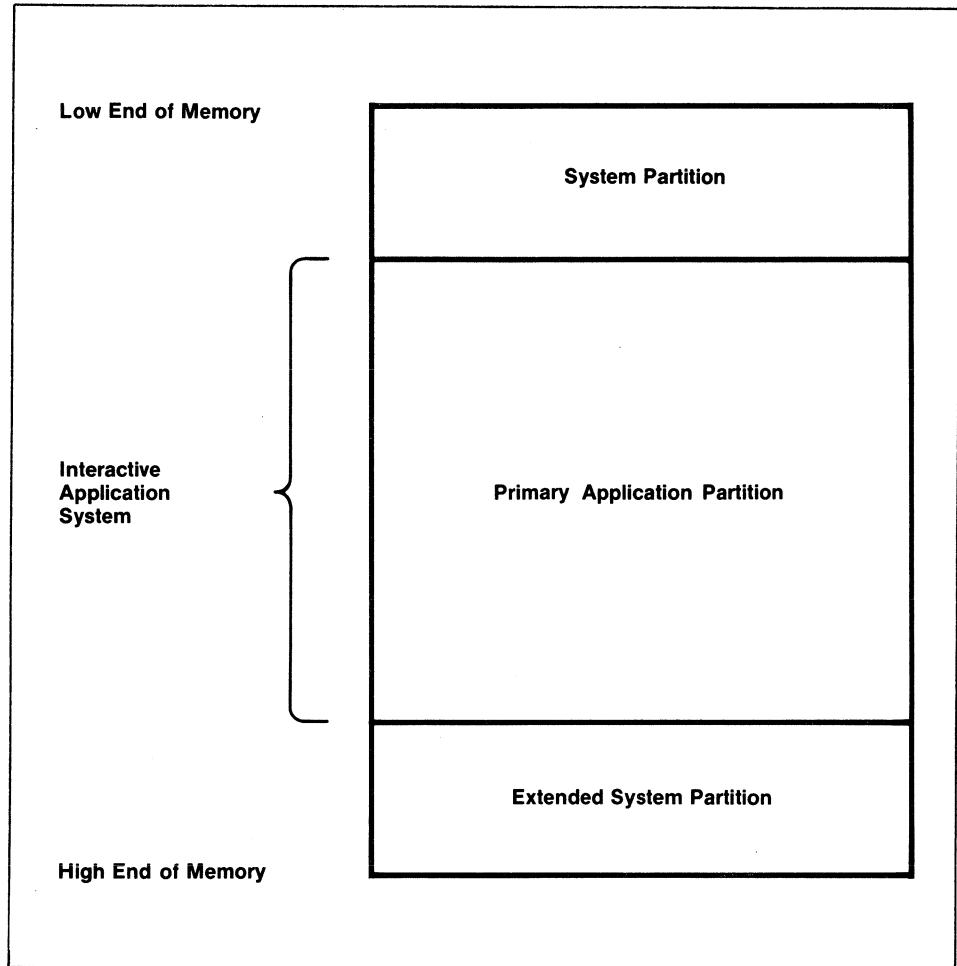 Low End of Memory
System Partition
Interactive
Application
System
Primary Application Partition
Extended System Partition
High End of Memory